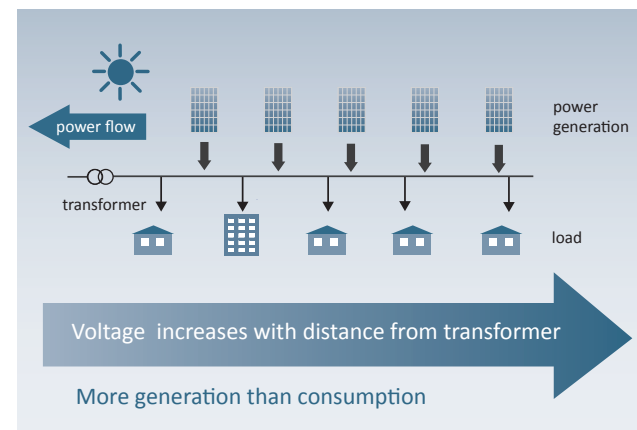 power flow
power
generation
transformer
load
Voltage increases with distance from transformer
More generation than consumption